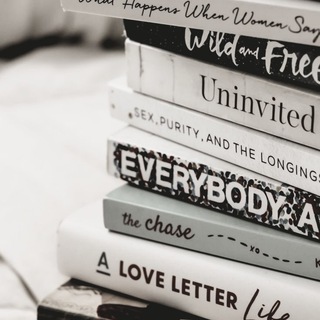 What Happens When Women Say
Wild and Free
Uninvited
SEX, PURITY, AND THE LONGINGS
EVERYBODY, A
the chase
xo
K
A LOVE LETTER Life